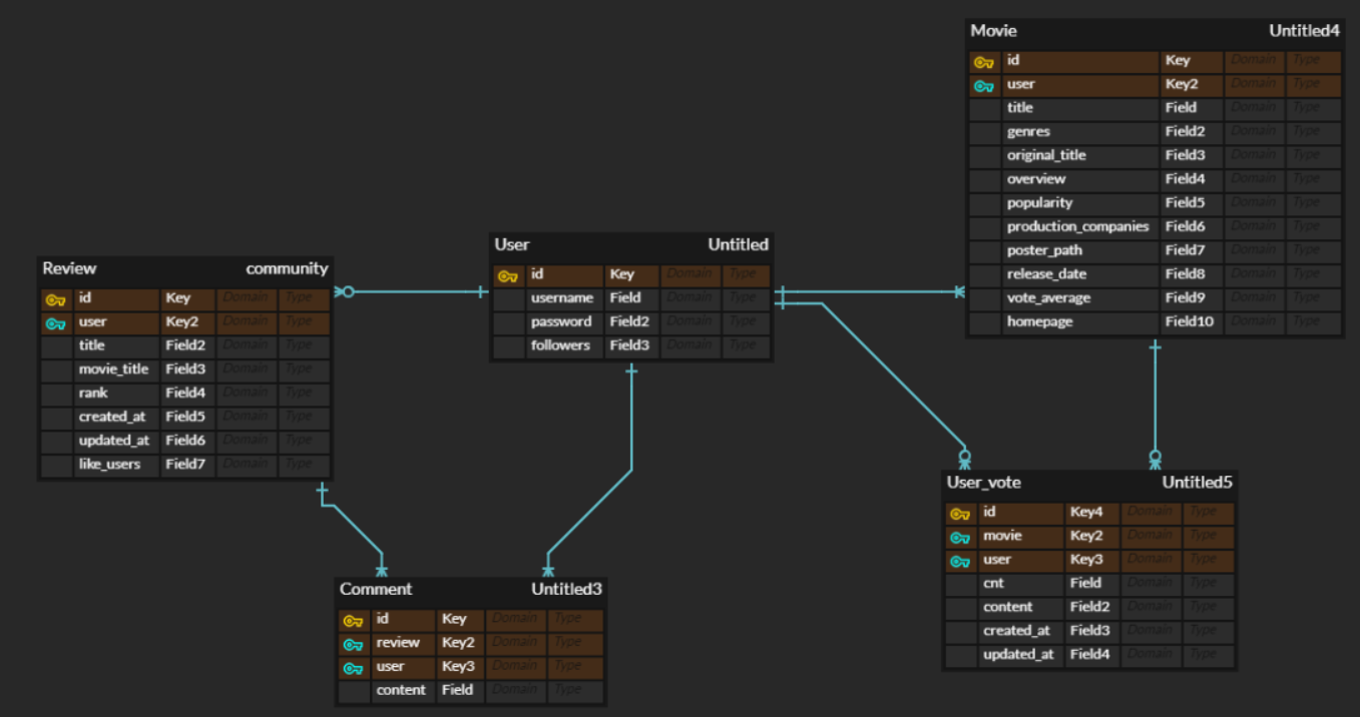 Movie Untitled4
id Key Domain Type
user Key2 Domain Type
title Field Domain Type
genres Field2 Domain Type
original_title Field3 Domain Type
overview Field4 Domain Type
popularity Field5 Domain Type
production_companies Field6 Domain Type
poster_path Field7 Domain Type
release_date Field8 Domain Type
vote_average Field9 Domain Type
homepage Field10 Domain Type
User Untitled
id Key Domain Type
username Field Domain Type
password Field2 Domain Type
followers Field3 Domain Type
Review community
id Key Domain Type
user Key2 Domain Type
title Field2 Domain Type
movie_title Field3 Domain Type
rank Field4 Domain Type
created_at Field5 Domain Type
updated_at Field6 Domain Type
like_users Field7 Domain Type
User_vote Untitled5
id Key4 Domain Type
movie Key2 Domain Type
user Key3 Domain Type
cnt Field Domain Type
content Field2 Domain Type
created_at Field3 Domain Type
updated_at Field4 Domain Type
Comment Untitled3
id Key Domain Type
review Key2 Domain Type
user Key3 Domain Type
content Field Domain Type